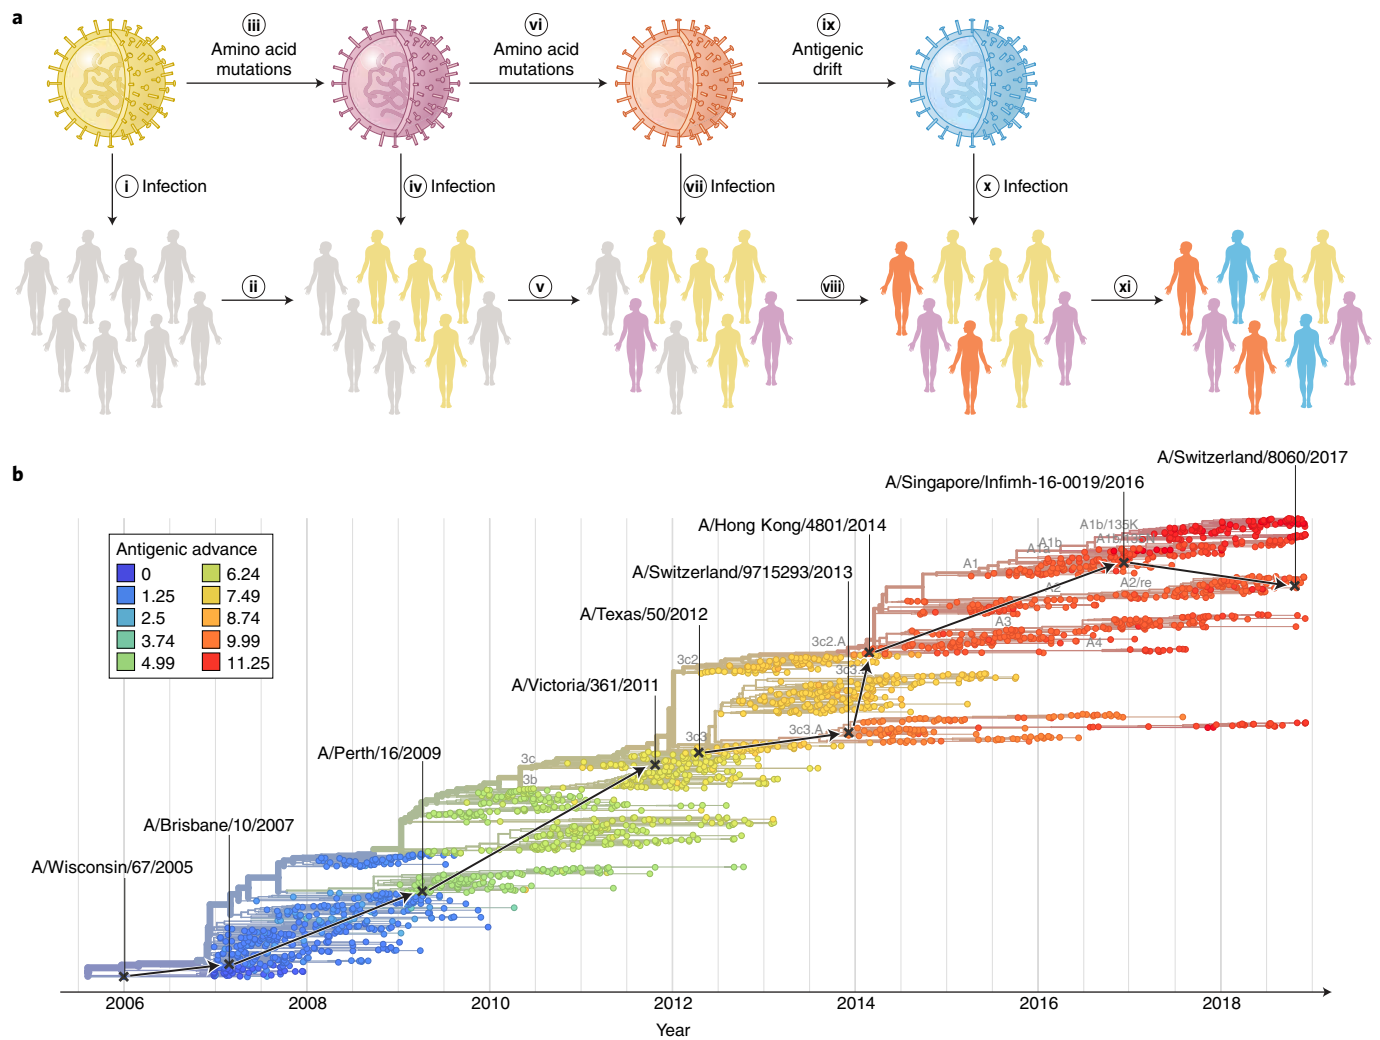 a
iii
Amino acid
mutations
vi
Amino acid
mutations
ix
Antigenic
drift
i Infection
iv Infection
vii Infection
x Infection
ii
v
viii
xi
b
A/Switzerland/8060/2017
A/Singapore/Infimh-16-0019/2016
A/Hong Kong/4801/2014
A/Switzerland/9715293/2013
A/Texas/50/2012
A/Victoria/361/2011
A/Perth/16/2009
A/Brisbane/10/2007
A/Wisconsin/67/2005
Antigenic advance
0 6.24
1.25 7.49
2.5 8.74
3.74 9.99
4.99 11.25
A1b/135K
A1b
A1a
A1
A2/re
A2
A3
A4
3c2.A
3c2
3c3.A
3c3
3c
3b
2006 2008 2010 2012 2014 2016 2018
Year